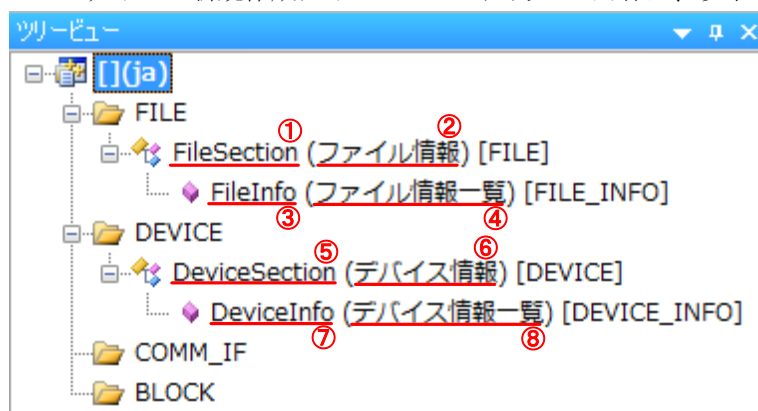 ツリービュー
[](ja)
FILE
① ②
FileSection (ファイル情報) [FILE]
FileInfo (ファイル情報一覧) [FILE_INFO]
③ ④
DEVICE
⑤ ⑥
DeviceSection (デバイス情報) [DEVICE]
DeviceInfo (デバイス情報一覧) [DEVICE_INFO]
⑦ ⑧
COMM_IF
BLOCK